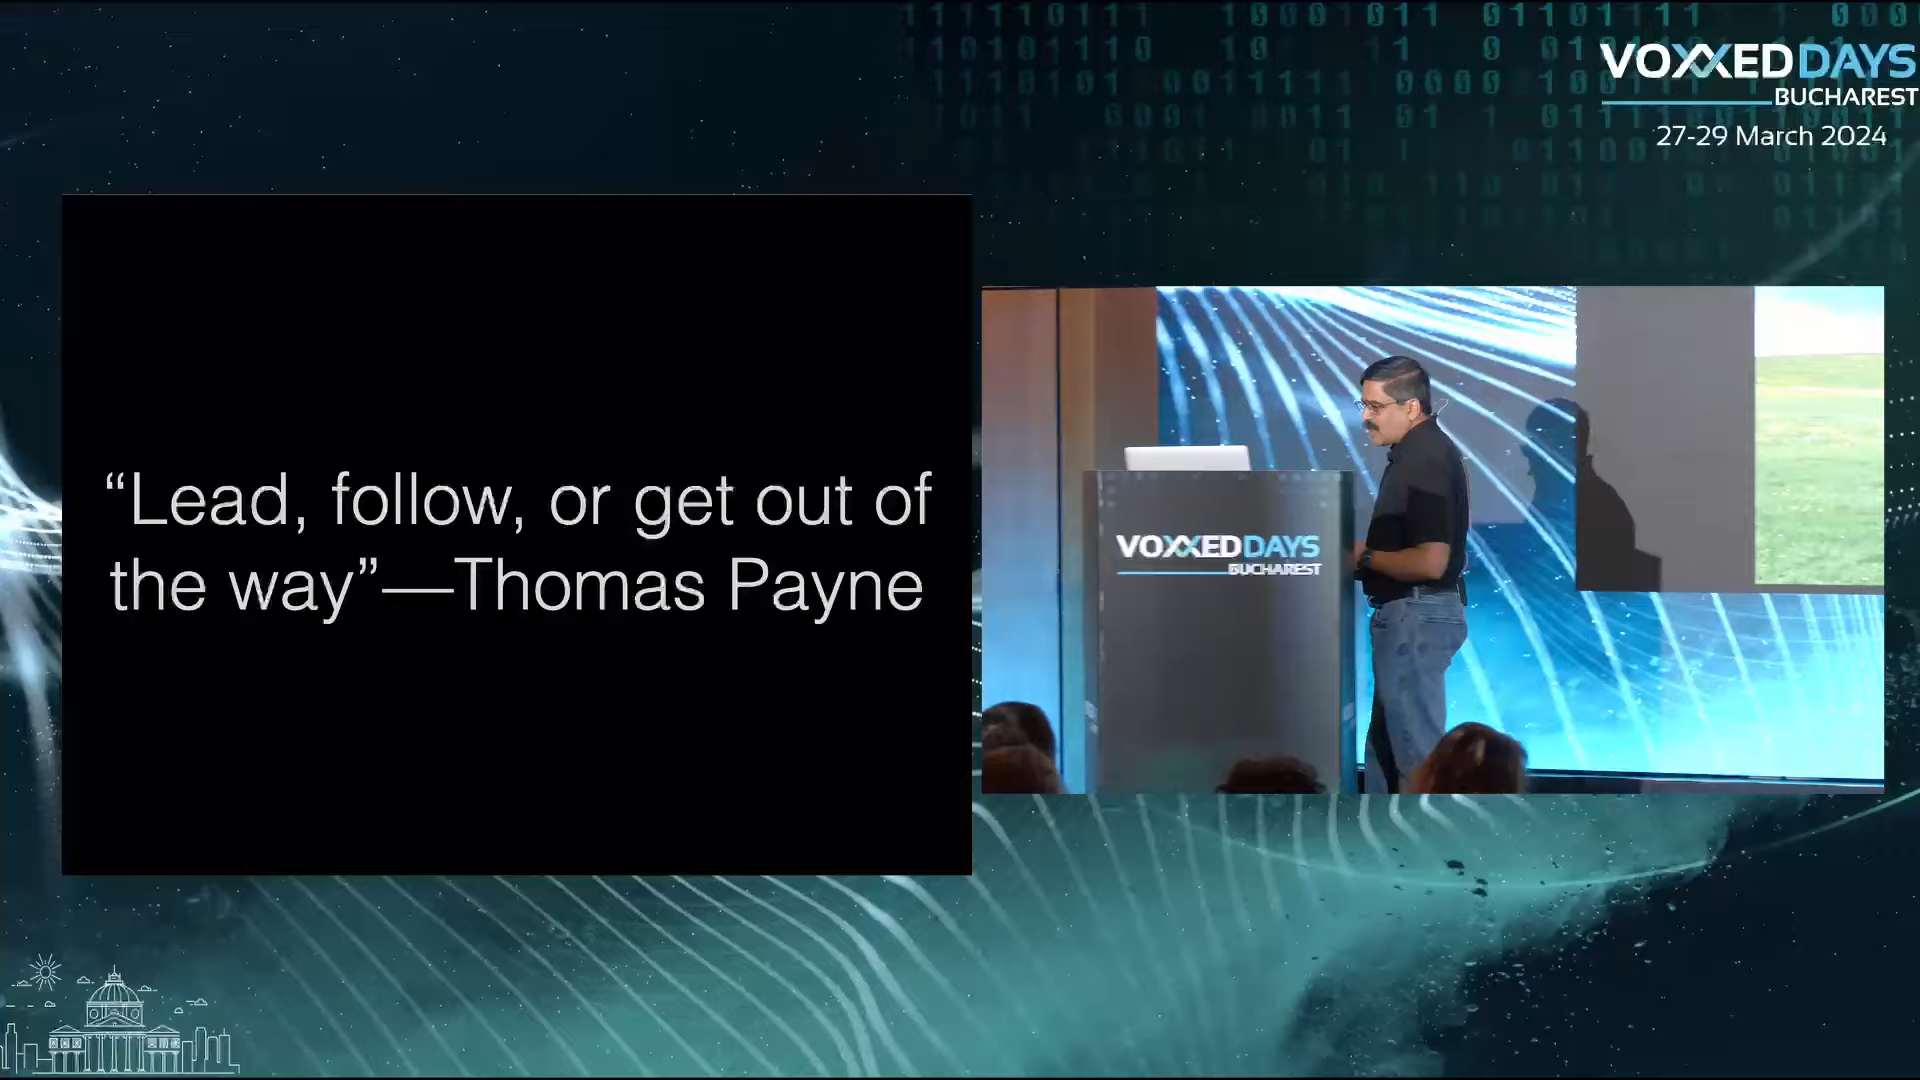 VOXXEDDAYS
BUCHAREST
27-29 March 2024
“Lead, follow, or get out of
the way”—Thomas Payne
VOXXEDDAYS
BUCHAREST